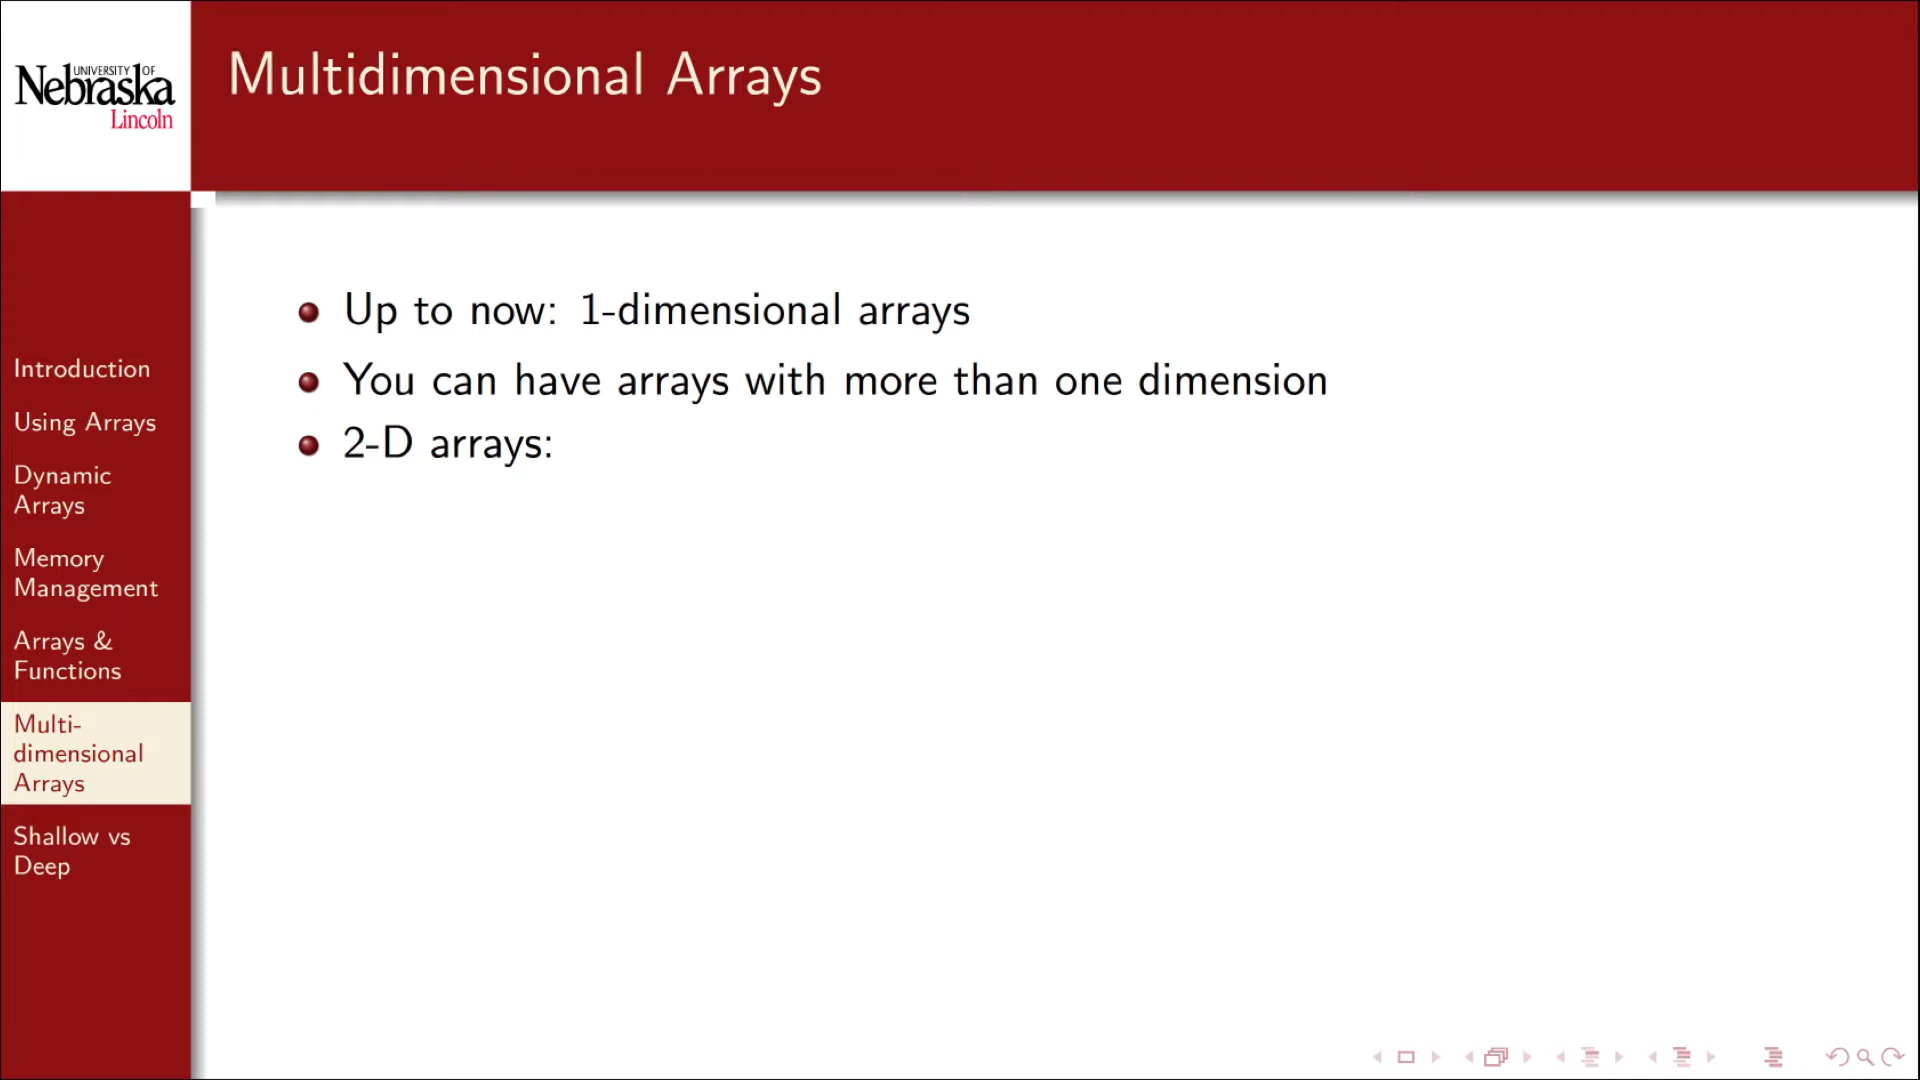 UNIVERSITY OF
Nebraska
Lincoln
Multidimensional Arrays
Introduction
Using Arrays
Dynamic
Arrays
Memory
Management
Arrays &
Functions
Multi-
dimensional
Arrays
Shallow vs
Deep
Up to now: 1-dimensional arrays
You can have arrays with more than one dimension
2-D arrays: